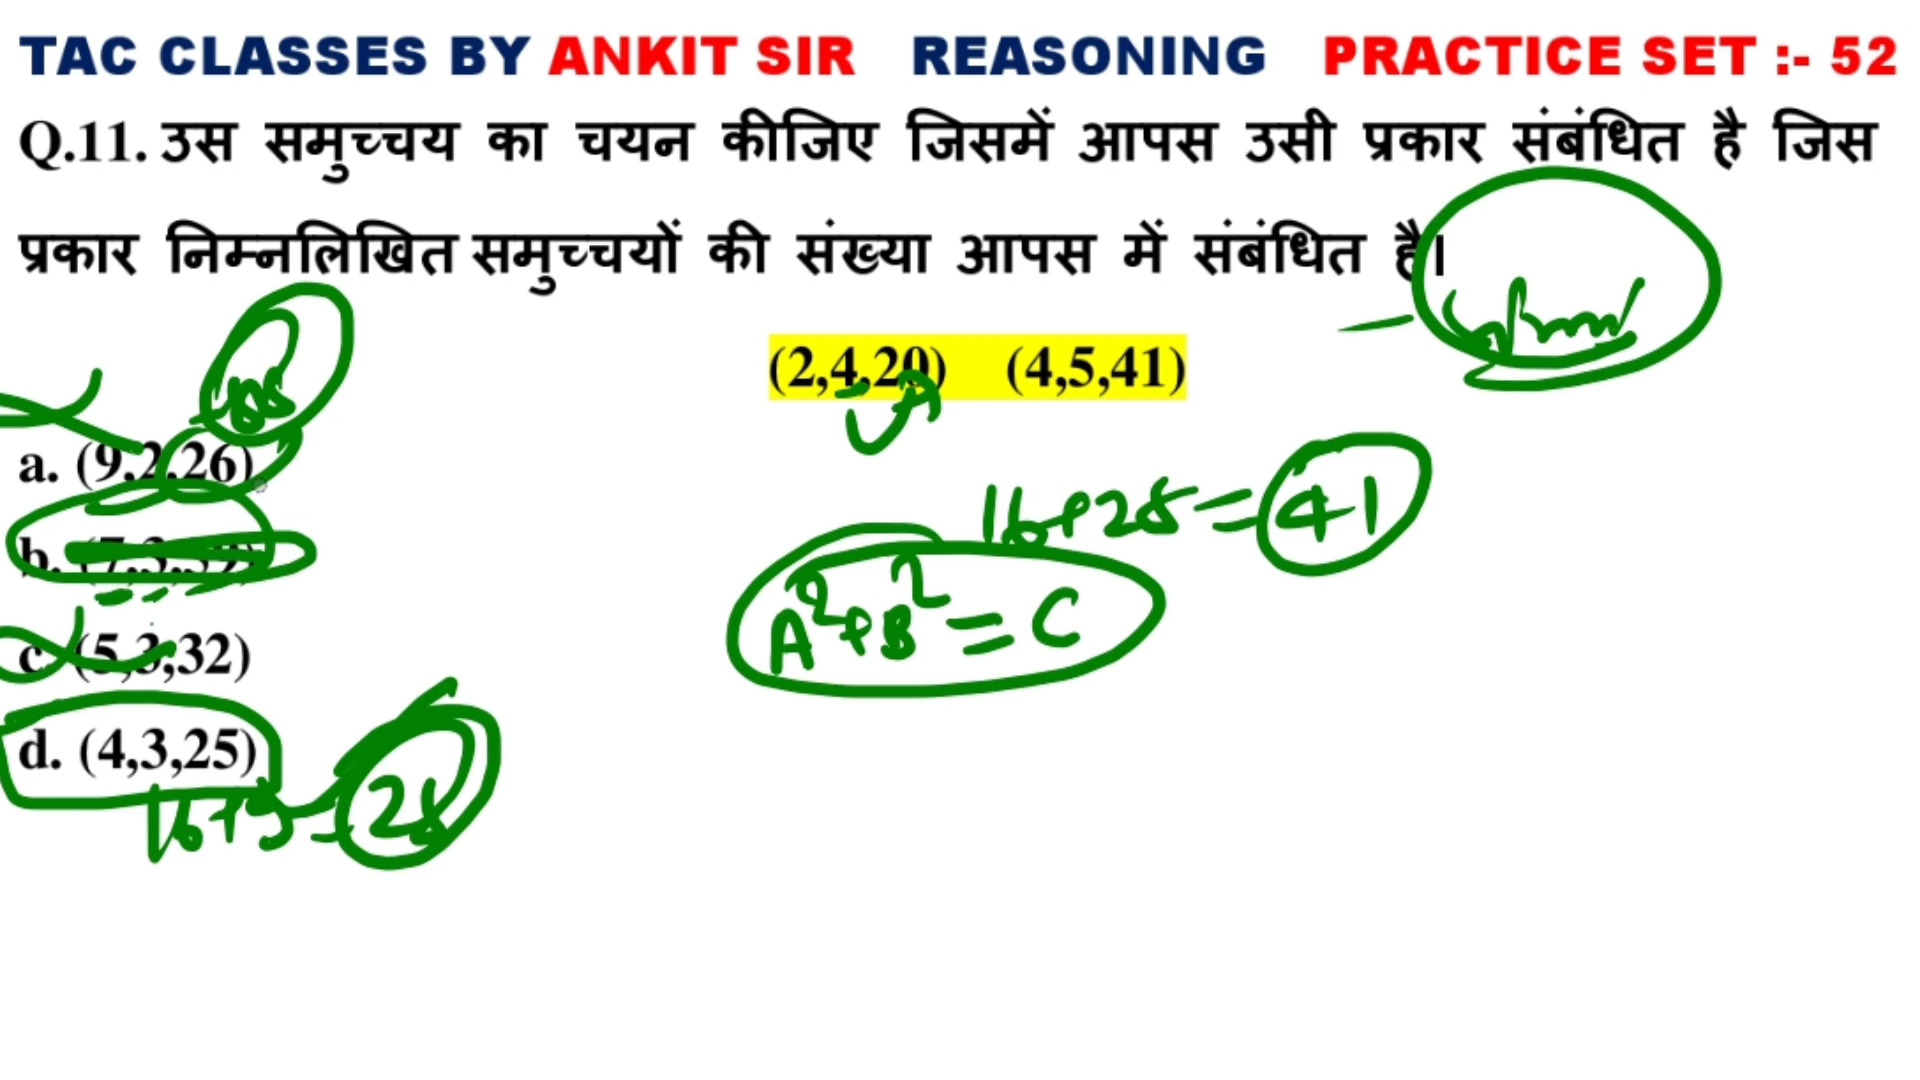 TAC CLASSES BY ANKIT SIR REASONING PRACTICE SET :- 52
Q.11. उस समुच्चय का चयन कीजिए जिसमें आपस उसी प्रकार संबंधित है जिस
प्रकार निम्नलिखित समुच्चयों की संख्या आपस में संबंधित है।
(2,4,20) (4,5,41)
a. (9,2,26)
16+25=41
b. (7,3,
A²+B²=C
c. (5,3,32)
d. (4,3,25)
16+9=25